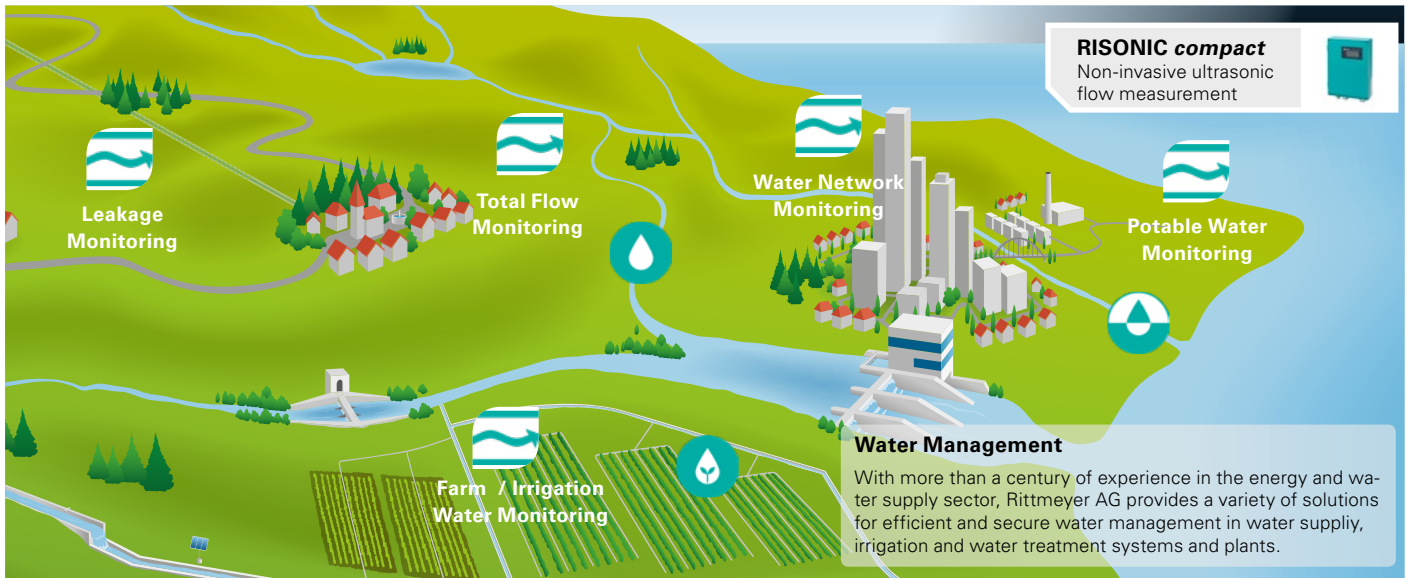 RISONIC compact
Non-invasive ultrasonic
flow measurement
Leakage
Monitoring
Total Flow
Monitoring
Water Network
Monitoring
Potable Water
Monitoring
Farm / Irrigation
Water Monitoring
Water Management
With more than a century of experience in the energy and wa-
ter supply sector, Rittmeyer AG provides a variety of solutions
for efficient and secure water management in water suppliy,
irrigation and water treatment systems and plants.